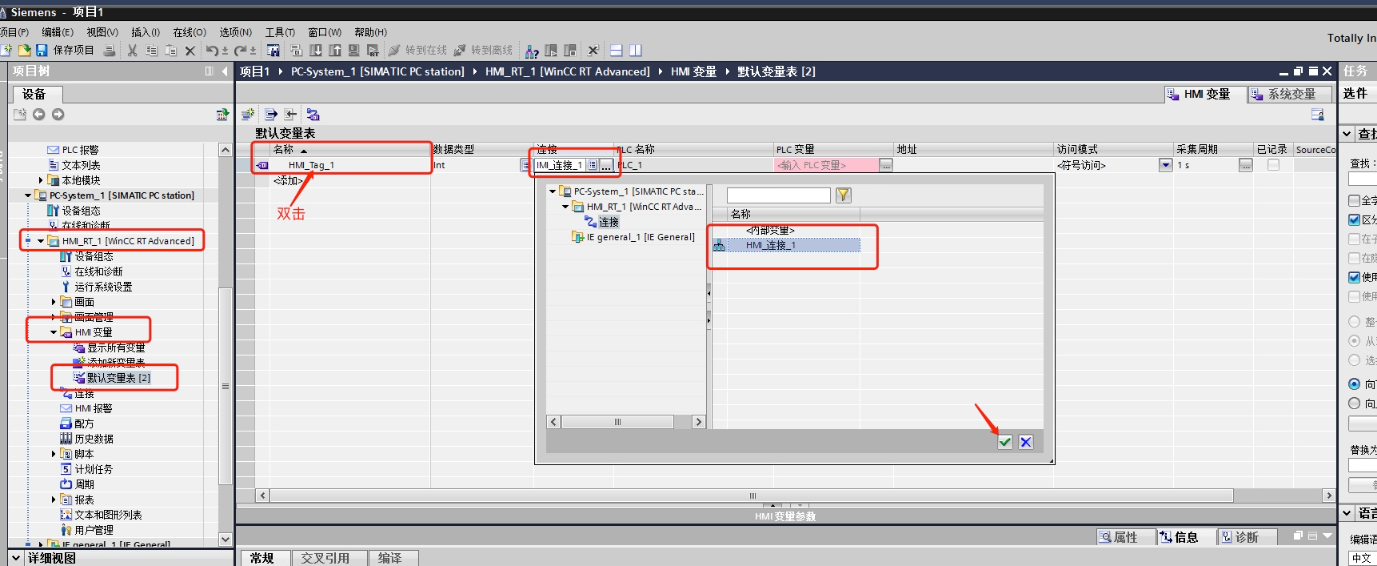 Siemens - 项目1
项目(P) 编辑(E) 视图(V) 插入(I) 在线(O) 选项(N) 工具(T) 窗口(W) 帮助(H)
保存项目 转到在线 转到离线
Totally In
项目树
项目1 PC-System_1 [SIMATIC PC station] HMI_RT_1 [WinCC RT Advanced] HMI 变量 默认变量表 [2]
任务
设备
HMI 变量 系统变量
选件
默认变量表
查找
名称 数据类型 连接 PLC 名称 PLC 变量 地址 访问模式 采集周期 已记录 SourceCo
HMI_Tag_1 Int HMI_连接_1 ... PLC_1 <输入 PLC 变量> ... <符号访问> 1 s ...
<添加>
双击
PLC 报警
文本列表
本地模块
PC-System_1 [SIMATIC PC station]
设备组态
在线和诊断
HMI_RT_1 [WinCC RT Advanced]
设备组态
在线和诊断
运行系统设置
画面
画面管理
HMI 变量
显示所有变量
添加新变量表
默认变量表 [2]
连接
HMI 报警
配方
历史数据
脚本
计划任务
周期
报表
文本和图形列表
用户管理
IE general_1 [IE General]
详细视图
PC-System_1 [SIMATIC PC sta...
HMI_RT_1 [WinCC RT Adva...
连接
IE general_1 [IE General]
名称
<内部变量>
HMI_连接_1
HMI 变量参数
属性 信息 诊断
常规 交叉引用 编译
查找：
全字
区分
在子
在隐
使用
使用
整个
从
选
向下
向
替换为
语言
编辑语
中文